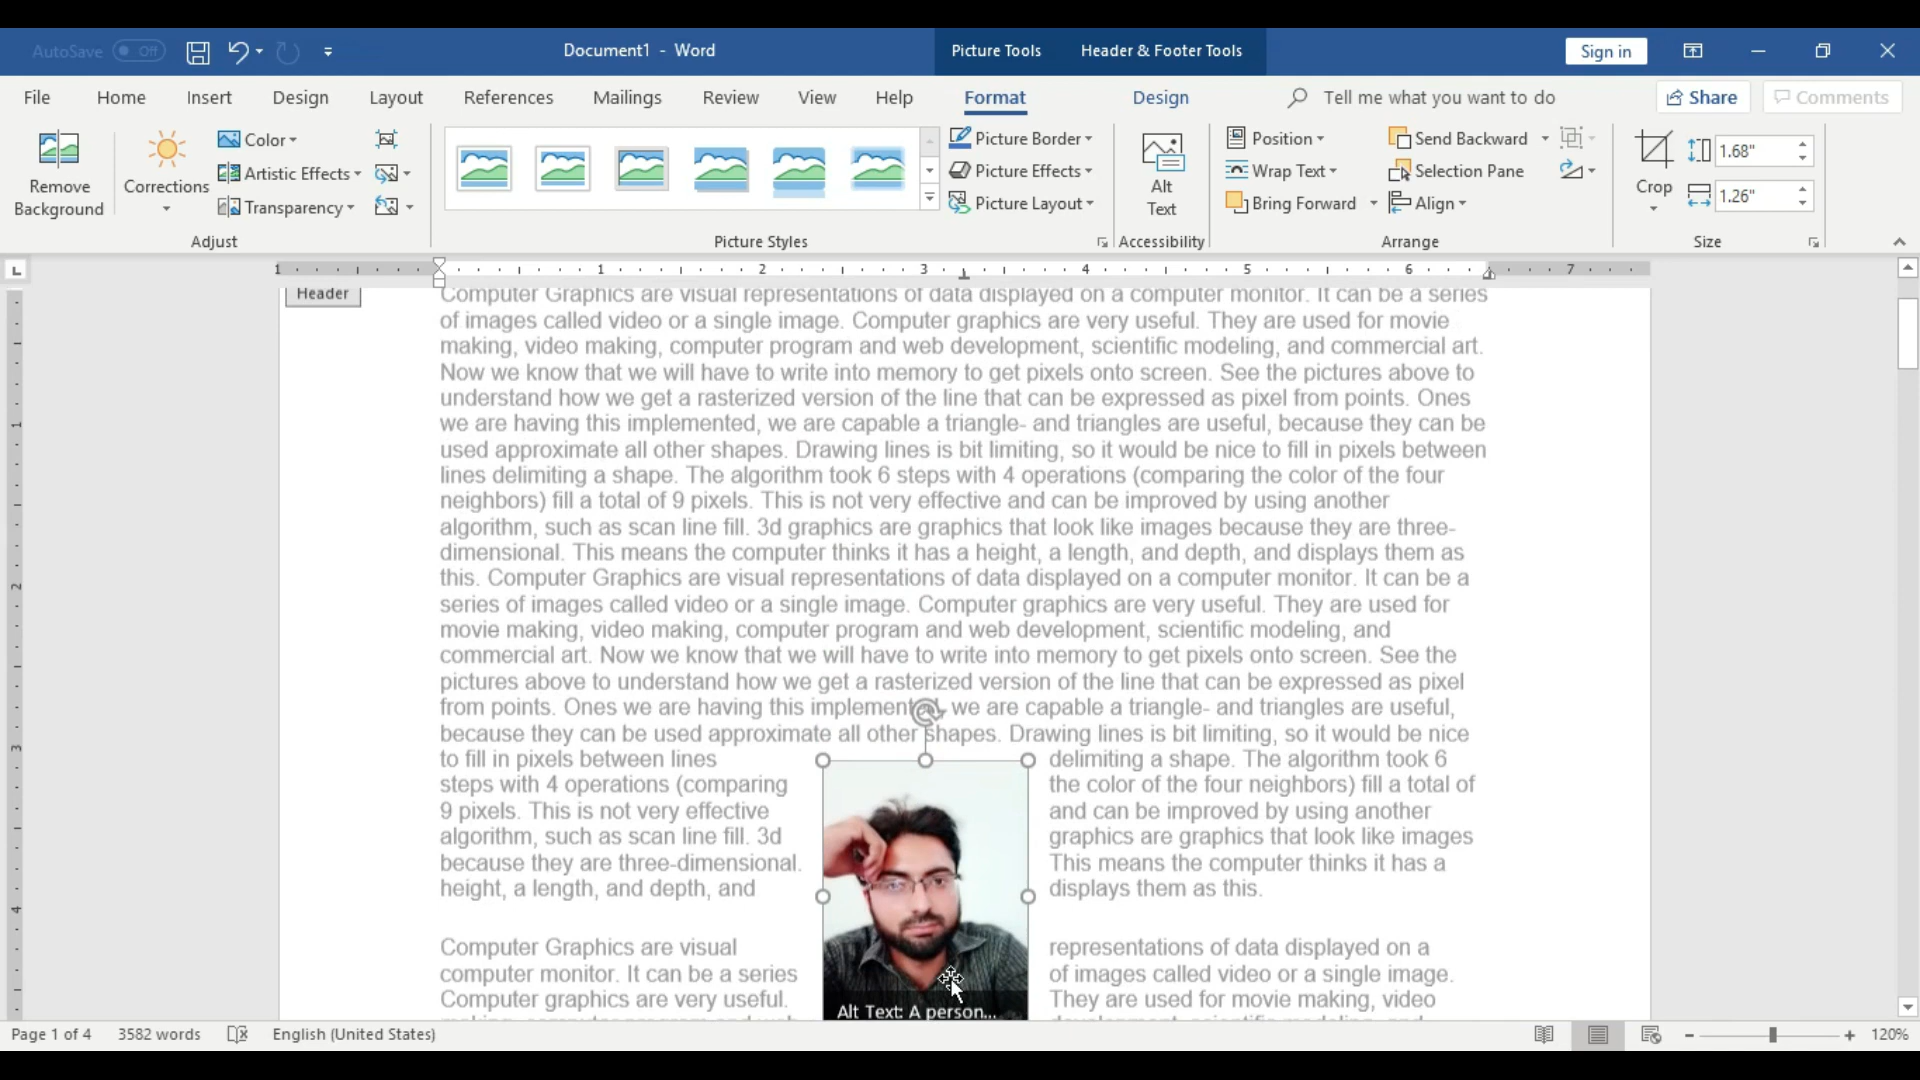 AutoSave Off
Document1 - Word
Picture Tools Header & Footer Tools
Sign in
File Home Insert Design Layout References Mailings Review View Help Format Design Tell me what you want to do Share Comments
Remove Background
Corrections
Color
Artistic Effects
Transparency
Adjust
Picture Border
Picture Effects
Picture Layout
Picture Styles
Alt Text
Accessibility
Position
Wrap Text
Bring Forward
Send Backward
Selection Pane
Align
Arrange
Crop
1.68"
1.26"
Size
L
1 1 2 3 4 5 6 7
Header
1
2
3
4
Computer Graphics are visual representations of data displayed on a computer monitor. It can be a series
of images called video or a single image. Computer graphics are very useful. They are used for movie
making, video making, computer program and web development, scientific modeling, and commercial art.
Now we know that we will have to write into memory to get pixels onto screen. See the pictures above to
understand how we get a rasterized version of the line that can be expressed as pixel from points. Ones
we are having this implemented, we are capable a triangle- and triangles are useful, because they can be
used approximate all other shapes. Drawing lines is bit limiting, so it would be nice to fill in pixels between
lines delimiting a shape. The algorithm took 6 steps with 4 operations (comparing the color of the four
neighbors) fill a total of 9 pixels. This is not very effective and can be improved by using another
algorithm, such as scan line fill. 3d graphics are graphics that look like images because they are three-
dimensional. This means the computer thinks it has a height, a length, and depth, and displays them as
this. Computer Graphics are visual representations of data displayed on a computer monitor. It can be a
series of images called video or a single image. Computer graphics are very useful. They are used for
movie making, video making, computer program and web development, scientific modeling, and
commercial art. Now we know that we will have to write into memory to get pixels onto screen. See the
pictures above to understand how we get a rasterized version of the line that can be expressed as pixel
from points. Ones we are having this implemented, we are capable a triangle- and triangles are useful,
because they can be used approximate all other shapes. Drawing lines is bit limiting, so it would be nice
to fill in pixels between lines delimiting a shape. The algorithm took 6
steps with 4 operations (comparing the color of the four neighbors) fill a total of
9 pixels. This is not very effective and can be improved by using another
algorithm, such as scan line fill. 3d graphics are graphics that look like images
because they are three-dimensional. This means the computer thinks it has a
height, a length, and depth, and displays them as this.
Computer Graphics are visual representations of data displayed on a
computer monitor. It can be a series of images called video or a single image.
Computer graphics are very useful. They are used for movie making, video
Alt Text: A person...
Page 1 of 4 3582 words English (United States) 120%